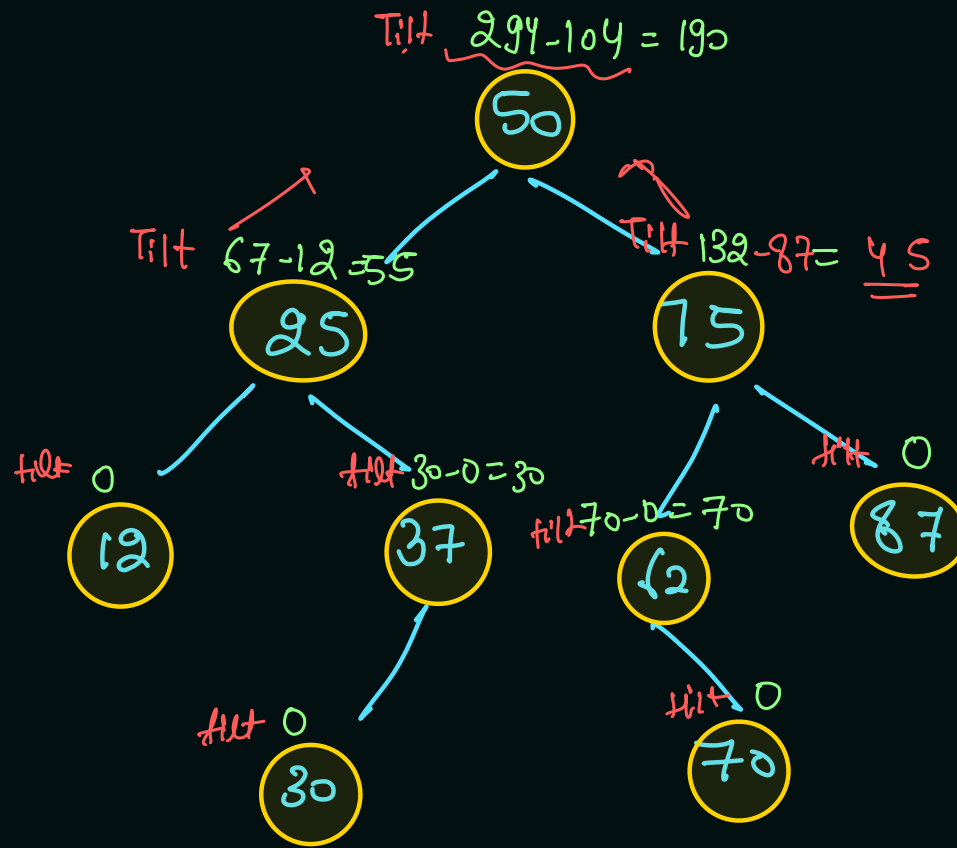 Tilt 294-104 = 190
50
Tilt 67-12=55
Tilt 132-87= 45
25
75
tilt 0
tilt 30-0=30
tilt 0
12
37
tilt 70-0= 70
87
62
tilt 0
tilt 0
30
70